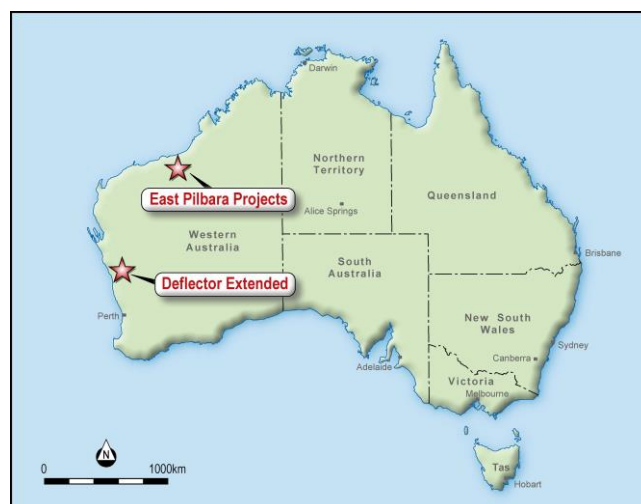 Darwin
Northern
Territory
East Pilbara Projects
Queensland
Alice Springs
Western
Australia
South
Australia
Brisbane
Deflector Extended
Perth
New South
Wales
Sydney
Adelaide
Canberra
Victoria
Melbourne
N
0 1000km
Tas
Hobart